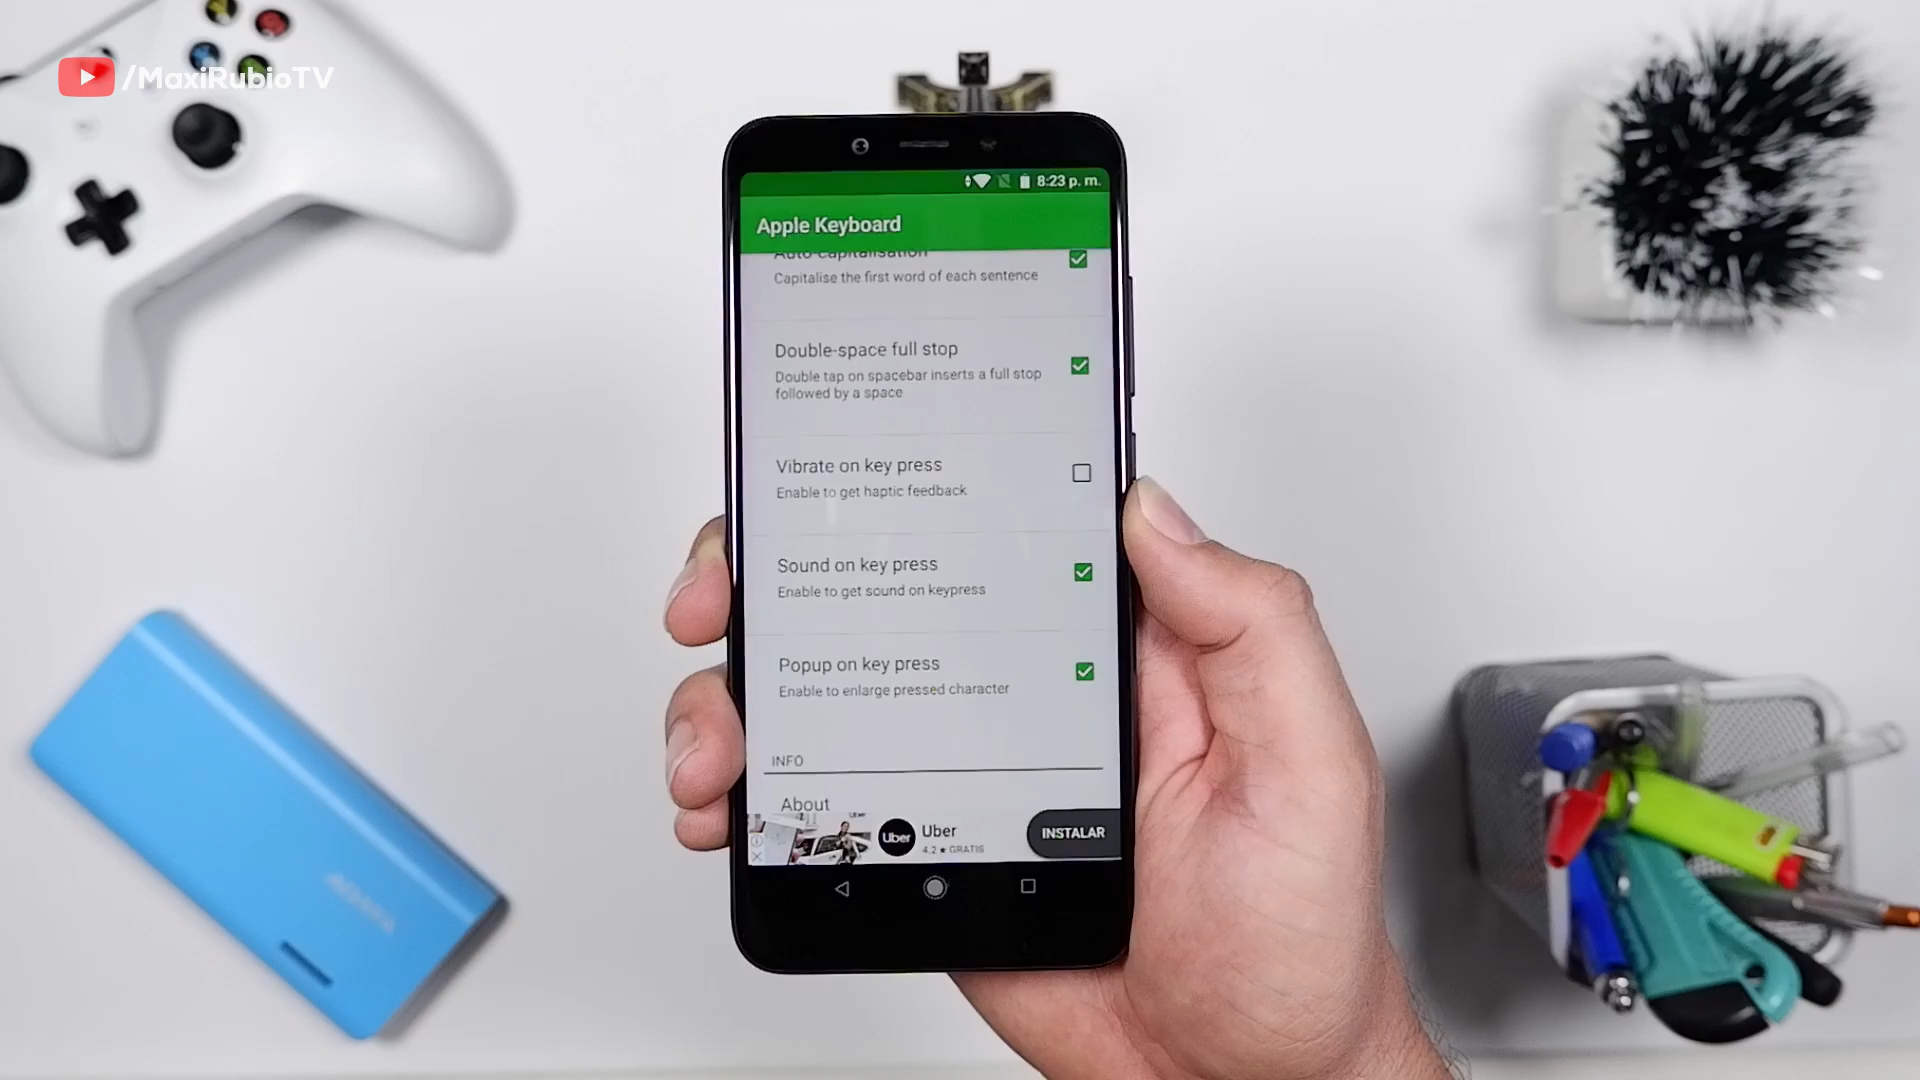 /MaxiRubioTV
8:23 p. m.
Apple Keyboard
Auto-capitalisation
Capitalise the first word of each sentence
Double-space full stop
Double tap on spacebar inserts a full stop
followed by a space
Vibrate on key press
Enable to get haptic feedback
Sound on key press
Enable to get sound on keypress
Popup on key press
Enable to enlarge pressed character
INFO
About
Uber
Uber
4.2 ★ GRATIS
INSTALAR
ADATA